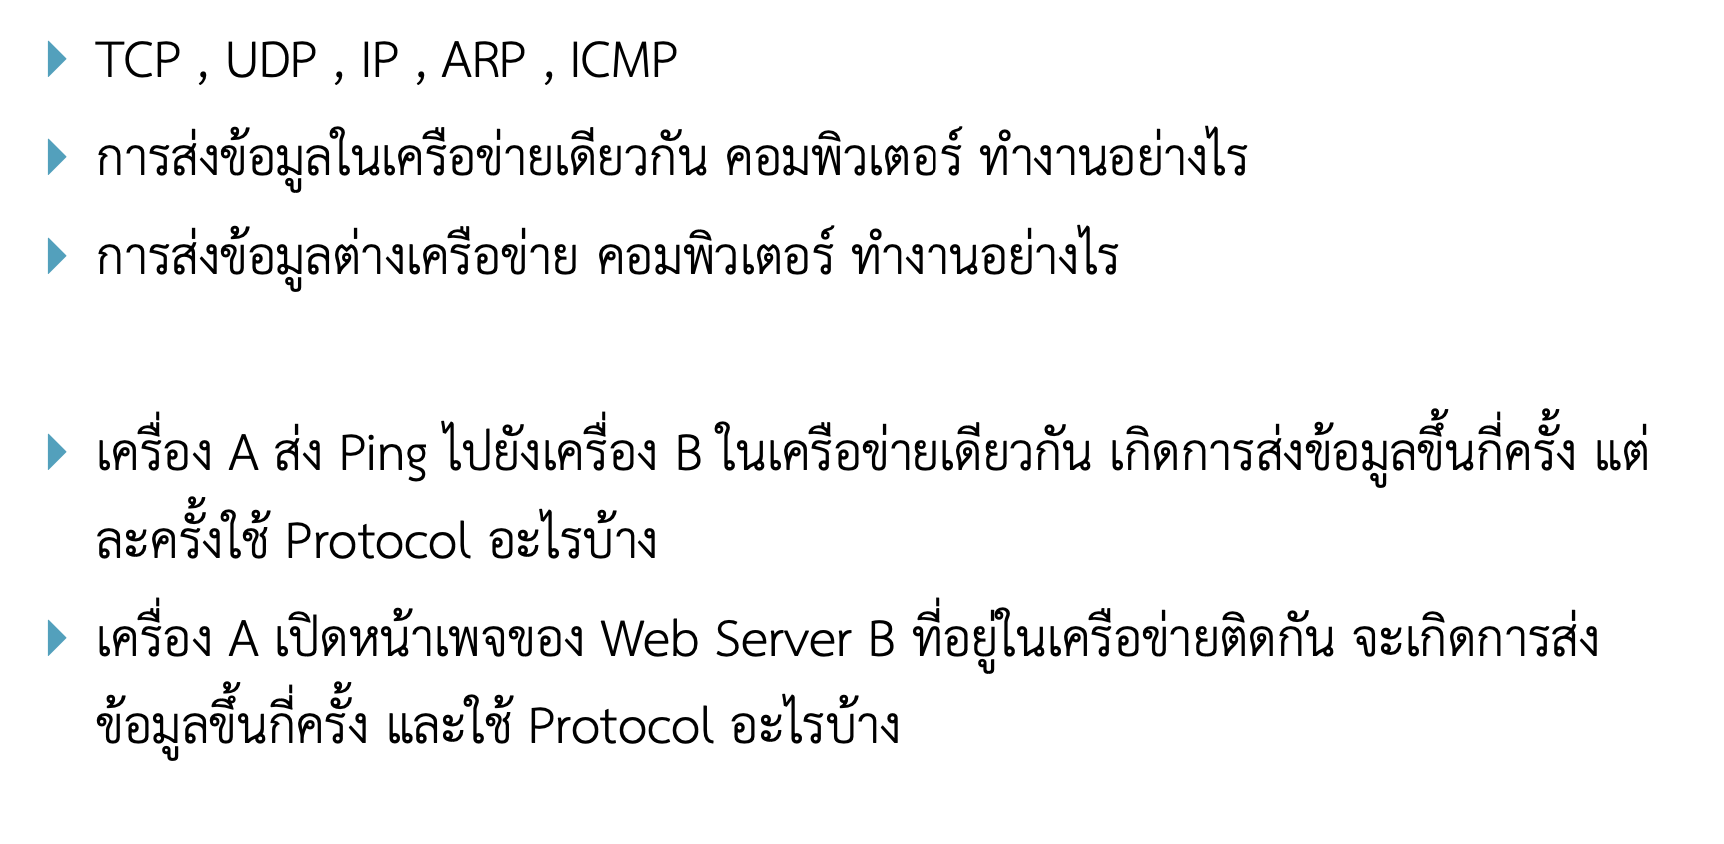 TCP , UDP , IP , ARP , ICMP
การส่งข้อมูลในเครือข่ายเดียวกัน คอมพิวเตอร์ ทำงานอย่างไร
การส่งข้อมูลต่างเครือข่าย คอมพิวเตอร์ ทำงานอย่างไร
เครื่อง A ส่ง Ping ไปยังเครื่อง B ในเครือข่ายเดียวกัน เกิดการส่งข้อมูลขึ้นกี่ครั้ง แต่
ละครั้งใช้ Protocol อะไรบ้าง
เครื่อง A เปิดหน้าเพจของ Web Server B ที่อยู่ในเครือข่ายติดกัน จะเกิดการส่ง
ข้อมูลขึ้นกี่ครั้ง และใช้ Protocol อะไรบ้าง